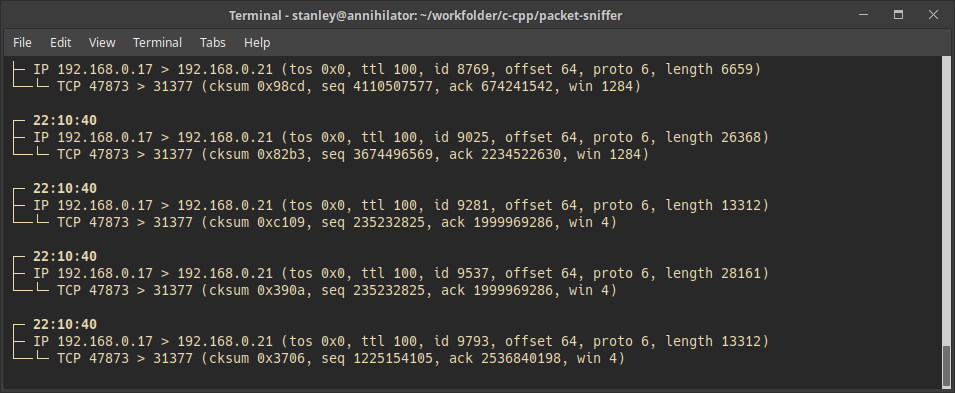 Terminal - stanley@annihilator: ~/workfolder/c-cpp/packet-sniffer
File Edit View Terminal Tabs Help
├─ IP 192.168.0.17 > 192.168.0.21 (tos 0x0, ttl 100, id 8769, offset 64, proto 6, length 6659)
└─└─ TCP 47873 > 31377 (cksum 0x98cd, seq 4110507577, ack 674241542, win 1284)
┌─ 22:10:40
├─ IP 192.168.0.17 > 192.168.0.21 (tos 0x0, ttl 100, id 9025, offset 64, proto 6, length 26368)
└─└─ TCP 47873 > 31377 (cksum 0x82b3, seq 3674496569, ack 2234522630, win 1284)
┌─ 22:10:40
├─ IP 192.168.0.17 > 192.168.0.21 (tos 0x0, ttl 100, id 9281, offset 64, proto 6, length 13312)
└─└─ TCP 47873 > 31377 (cksum 0xc109, seq 235232825, ack 1999969286, win 4)
┌─ 22:10:40
├─ IP 192.168.0.17 > 192.168.0.21 (tos 0x0, ttl 100, id 9537, offset 64, proto 6, length 28161)
└─└─ TCP 47873 > 31377 (cksum 0x390a, seq 235232825, ack 1999969286, win 4)
┌─ 22:10:40
├─ IP 192.168.0.17 > 192.168.0.21 (tos 0x0, ttl 100, id 9793, offset 64, proto 6, length 13312)
└─└─ TCP 47873 > 31377 (cksum 0x3706, seq 1225154105, ack 2536840198, win 4)